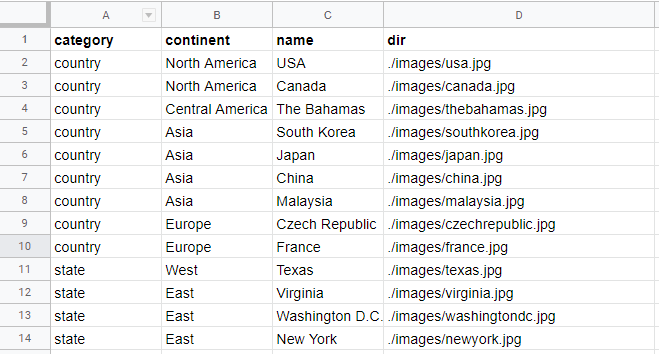 A B C D
1 category continent name dir
2 country North America USA ./images/usa.jpg
3 country North America Canada ./images/canada.jpg
4 country Central America The Bahamas ./images/thebahamas.jpg
5 country Asia South Korea ./images/southkorea.jpg
6 country Asia Japan ./images/japan.jpg
7 country Asia China ./images/china.jpg
8 country Asia Malaysia ./images/malaysia.jpg
9 country Europe Czech Republic ./images/czechrepublic.jpg
10 country Europe France ./images/france.jpg
11 state West Texas ./images/texas.jpg
12 state East Virginia ./images/virginia.jpg
13 state East Washington D.C. ./images/washingtondc.jpg
14 state East New York ./images/newyork.jpg